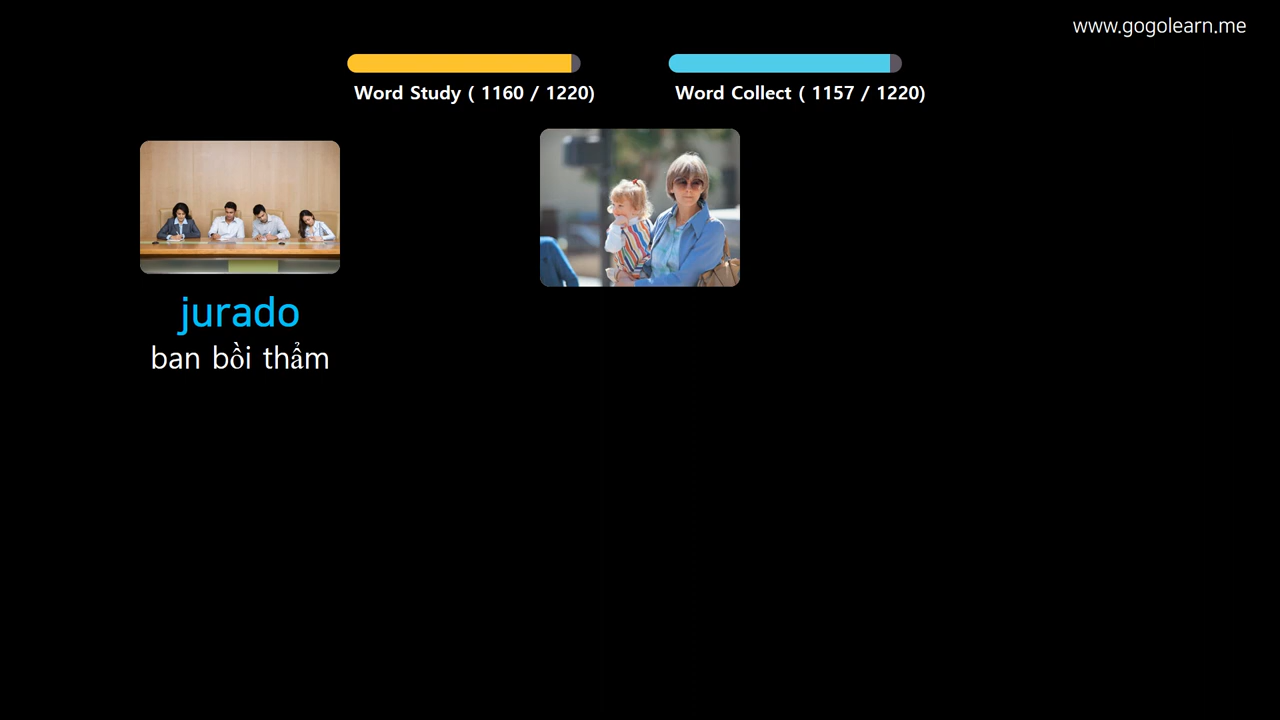 www.gogolearn.me
Word Study ( 1160 / 1220)
Word Collect ( 1157 / 1220)
jurado
ban bồi thẩm